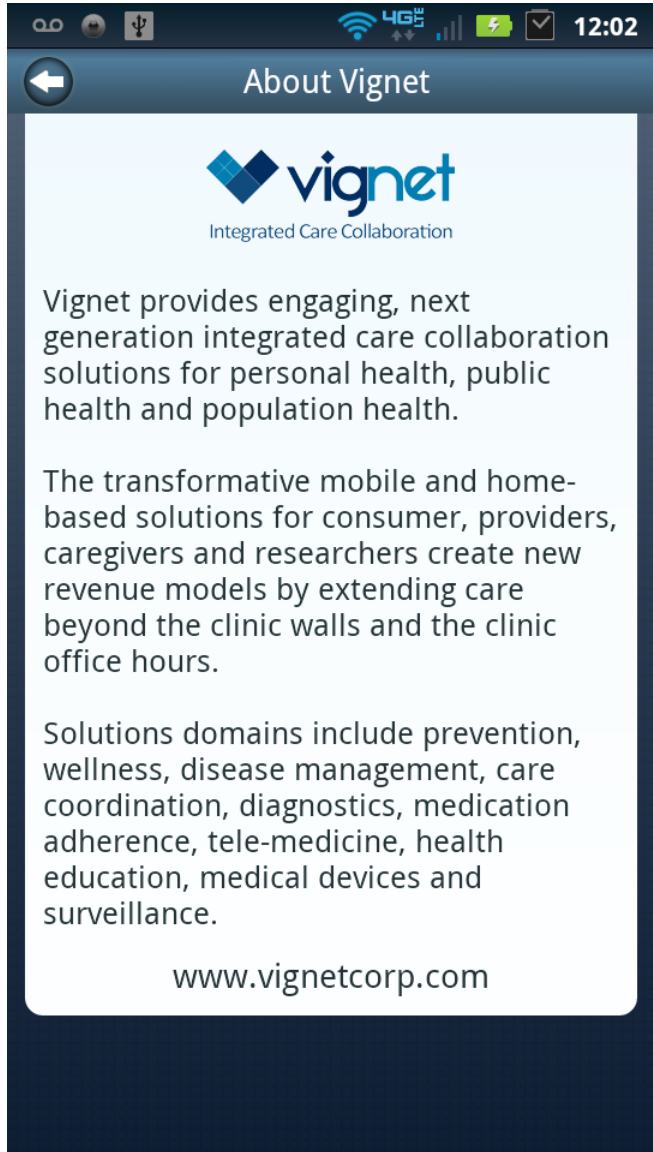 4G LTE 12:02
About Vignet
vignet
Integrated Care Collaboration
Vignet provides engaging, next
generation integrated care collaboration
solutions for personal health, public
health and population health.
The transformative mobile and home-
based solutions for consumer, providers,
caregivers and researchers create new
revenue models by extending care
beyond the clinic walls and the clinic
office hours.
Solutions domains include prevention,
wellness, disease management, care
coordination, diagnostics, medication
adherence, tele-medicine, health
education, medical devices and
surveillance.
www.vignetcorp.com